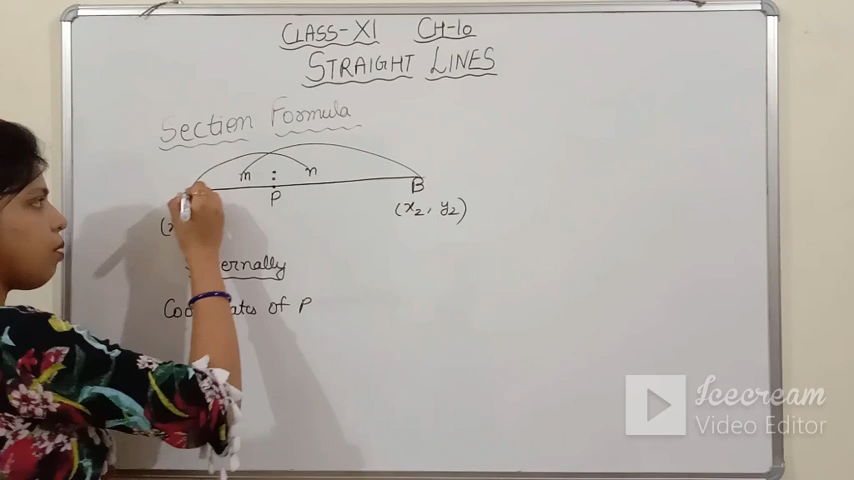 CLASS-XI CH-10
STRAIGHT LINES
Section Formula
m : n
P
B
(x2, y2)
of P
Icecream
Video Editor